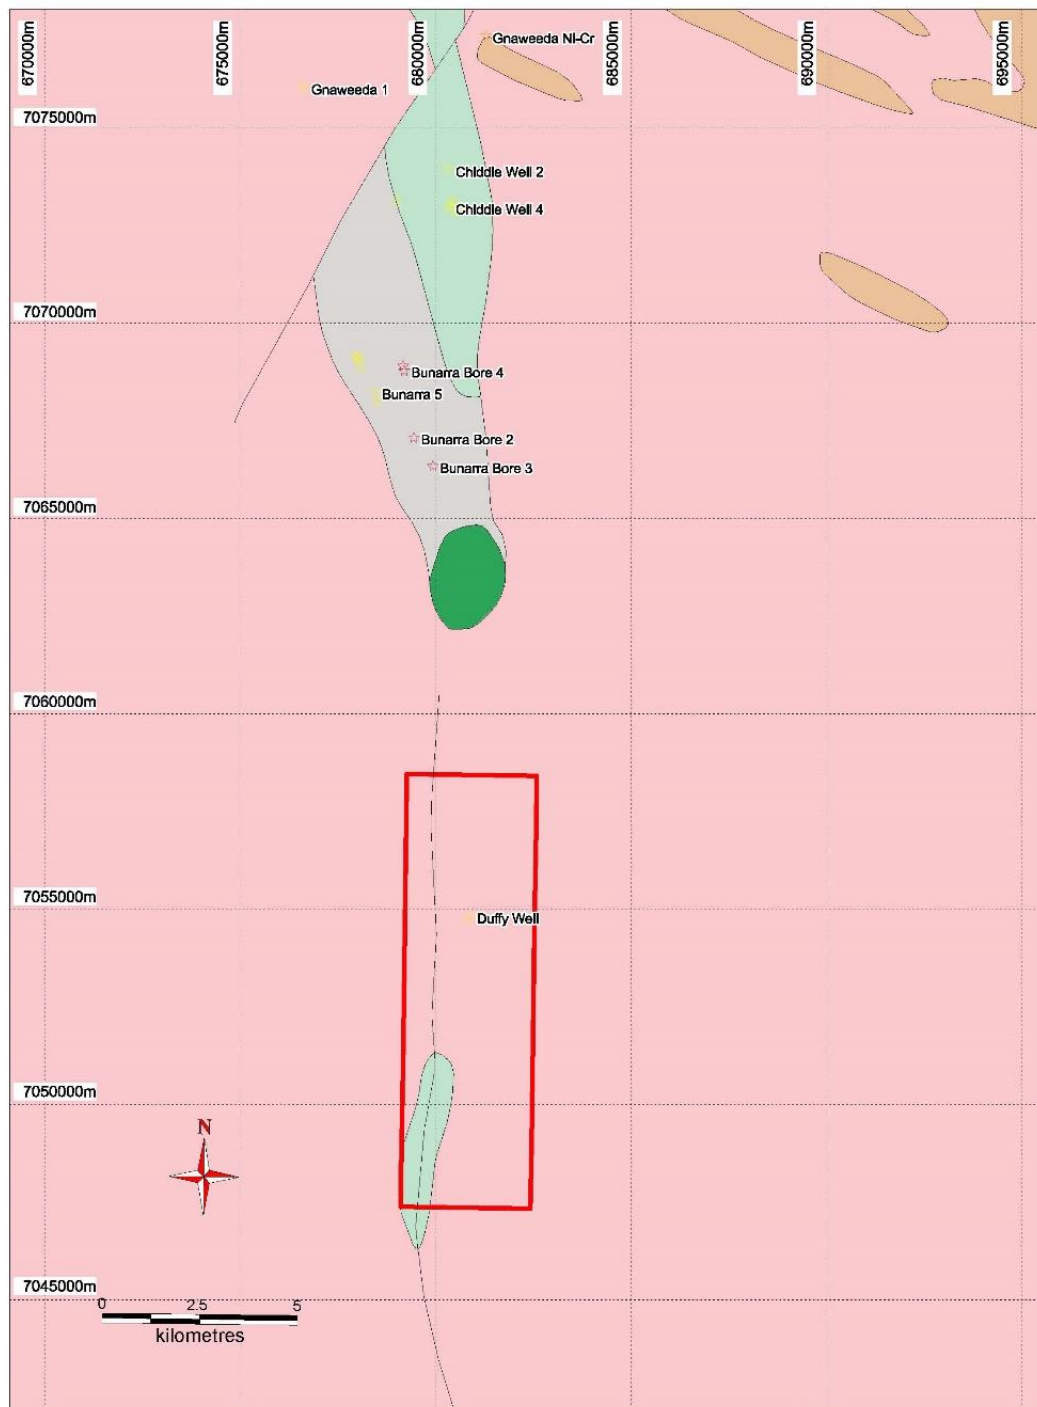 670000m
675000m
680000m
685000m
690000m
695000m
Gnaweeda Ni-Cr
Gnaweeda 1
7075000m
Chiddle Well 2
Chiddle Well 4
7070000m
Bunarra Bore 4
Bunarra 5
Bunarra Bore 2
Bunarra Bore 3
7065000m
7060000m
7055000m
Duffy Well
7050000m
N
7045000m
0 2.5 5
kilometres